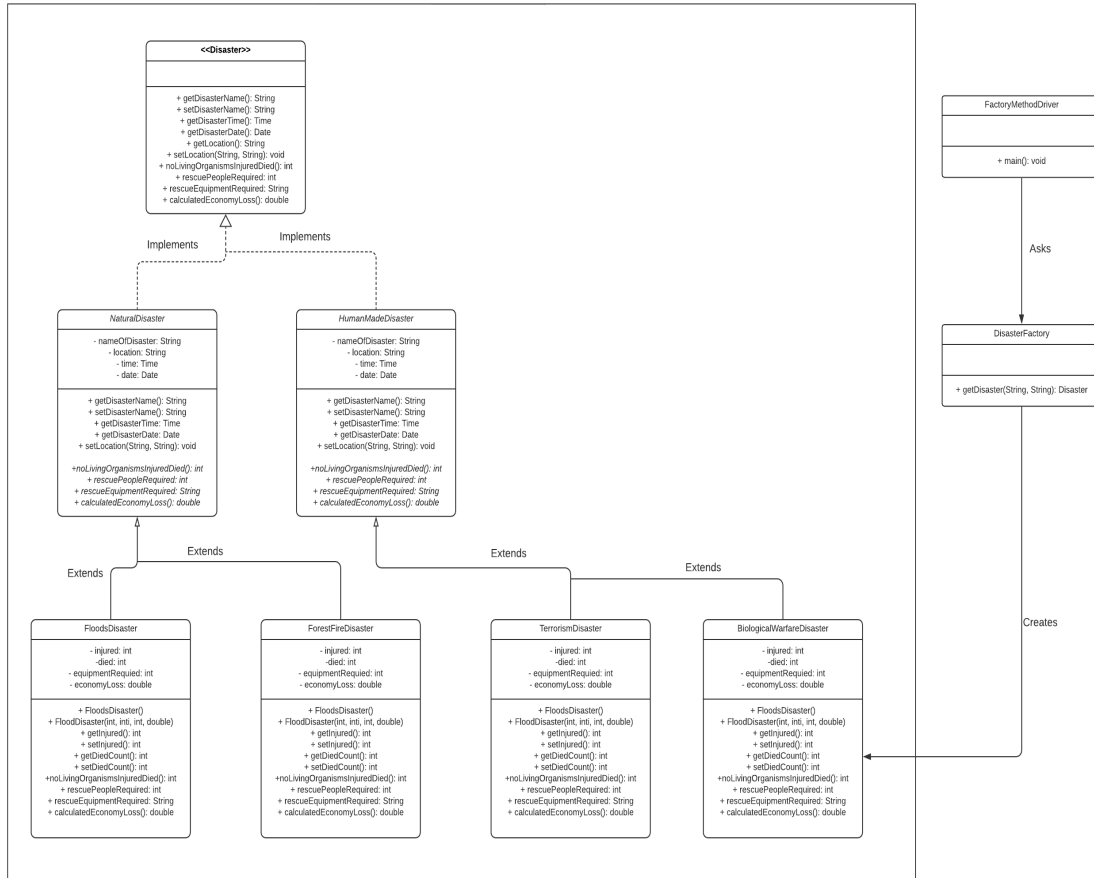 <<Disaster>>
+ getDisasterName(): String
+ setDisasterName(): String
+ getDisasterTime(): Time
+ getDisasterDate(): Date
+ getLocation(): String
+ setLocation(String, String): void
+ noLivingOrganismsInjuredDied(): int
+ rescuePeopleRequired: int
+ rescueEquipmentRequired: String
+ calculatedEconomyLoss(): double
Implements
Implements
NaturalDisaster
- nameOfDisaster: String
- location: String
- time: Time
- date: Date
+ getDisasterName(): String
+ setDisasterName(): String
+ getDisasterTime: Time
+ getDisasterDate: Date
+ setLocation(String, String): void
+noLivingOrganismsInjuredDied(): int
+ rescuePeopleRequired: int
+ rescueEquipmentRequired: String
+ calculatedEconomyLoss(): double
HumanMadeDisaster
- nameOfDisaster: String
- location: String
- time: Time
- date: Date
+ getDisasterName(): String
+ setDisasterName(): String
+ getDisasterTime: Time
+ getDisasterDate: Date
+ setLocation(String, String): void
+noLivingOrganismsInjuredDied(): int
+ rescuePeopleRequired: int
+ rescueEquipmentRequired: String
+ calculatedEconomyLoss(): double
Extends
Extends
Extends
Extends
FloodsDisaster
- injured: int
-died: int
- equipmentRequied: int
- economyLoss: double
+ FloodsDisaster()
+ FloodDisaster(int, inti, int, double)
+ getInjured(): int
+ setInjured(): int
+ getDiedCount(): int
+ setDiedCount(): int
+noLivingOrganismsInjuredDied(): int
+ rescuePeopleRequired: int
+ rescueEquipmentRequired: String
+ calculatedEconomyLoss(): double
ForestFireDisaster
- injured: int
-died: int
- equipmentRequied: int
- economyLoss: double
+ FloodsDisaster()
+ FloodDisaster(int, inti, int, double)
+ getInjured(): int
+ setInjured(): int
+ getDiedCount(): int
+ setDiedCount(): int
+noLivingOrganismsInjuredDied(): int
+ rescuePeopleRequired: int
+ rescueEquipmentRequired: String
+ calculatedEconomyLoss(): double
TerrorismDisaster
- injured: int
-died: int
- equipmentRequied: int
- economyLoss: double
+ FloodsDisaster()
+ FloodDisaster(int, inti, int, double)
+ getInjured(): int
+ setInjured(): int
+ getDiedCount(): int
+ setDiedCount(): int
+noLivingOrganismsInjuredDied(): int
+ rescuePeopleRequired: int
+ rescueEquipmentRequired: String
+ calculatedEconomyLoss(): double
BiologicalWarfareDisaster
- injured: int
-died: int
- equipmentRequied: int
- economyLoss: double
+ FloodsDisaster()
+ FloodDisaster(int, inti, int, double)
+ getInjured(): int
+ setInjured(): int
+ getDiedCount(): int
+ setDiedCount(): int
+noLivingOrganismsInjuredDied(): int
+ rescuePeopleRequired: int
+ rescueEquipmentRequired: String
+ calculatedEconomyLoss(): double
FactoryMethodDriver
+ main(): void
Asks
DisasterFactory
+ getDisaster(String, String): Disaster
Creates